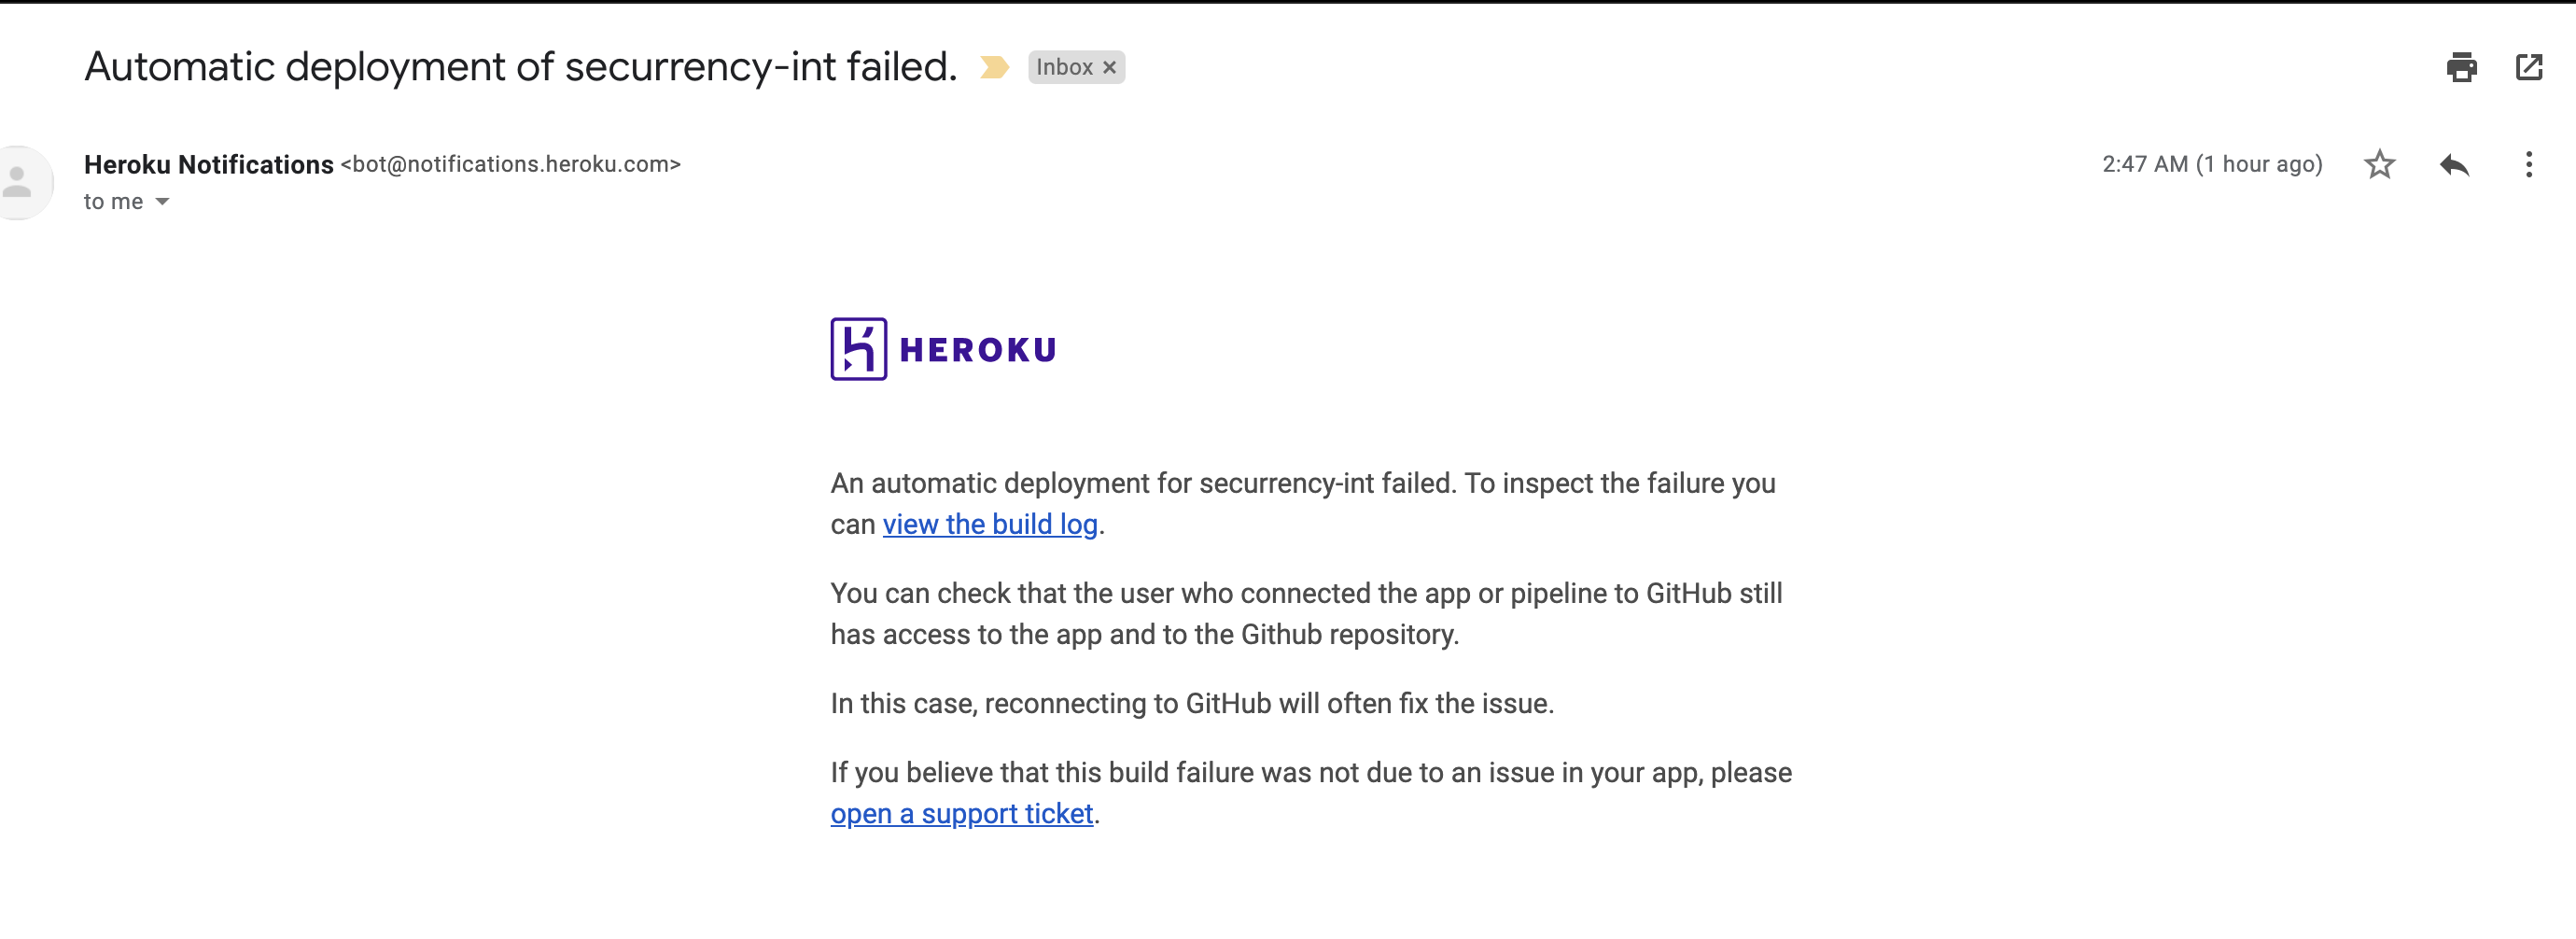 Automatic deployment of securrency-int failed. Inbox ×
Heroku Notifications <bot@notifications.heroku.com> 2:47 AM (1 hour ago)
to me
HEROKU
An automatic deployment for securrency-int failed. To inspect the failure you
can view the build log.
You can check that the user who connected the app or pipeline to GitHub still
has access to the app and to the Github repository.
In this case, reconnecting to GitHub will often fix the issue.
If you believe that this build failure was not due to an issue in your app, please
open a support ticket.